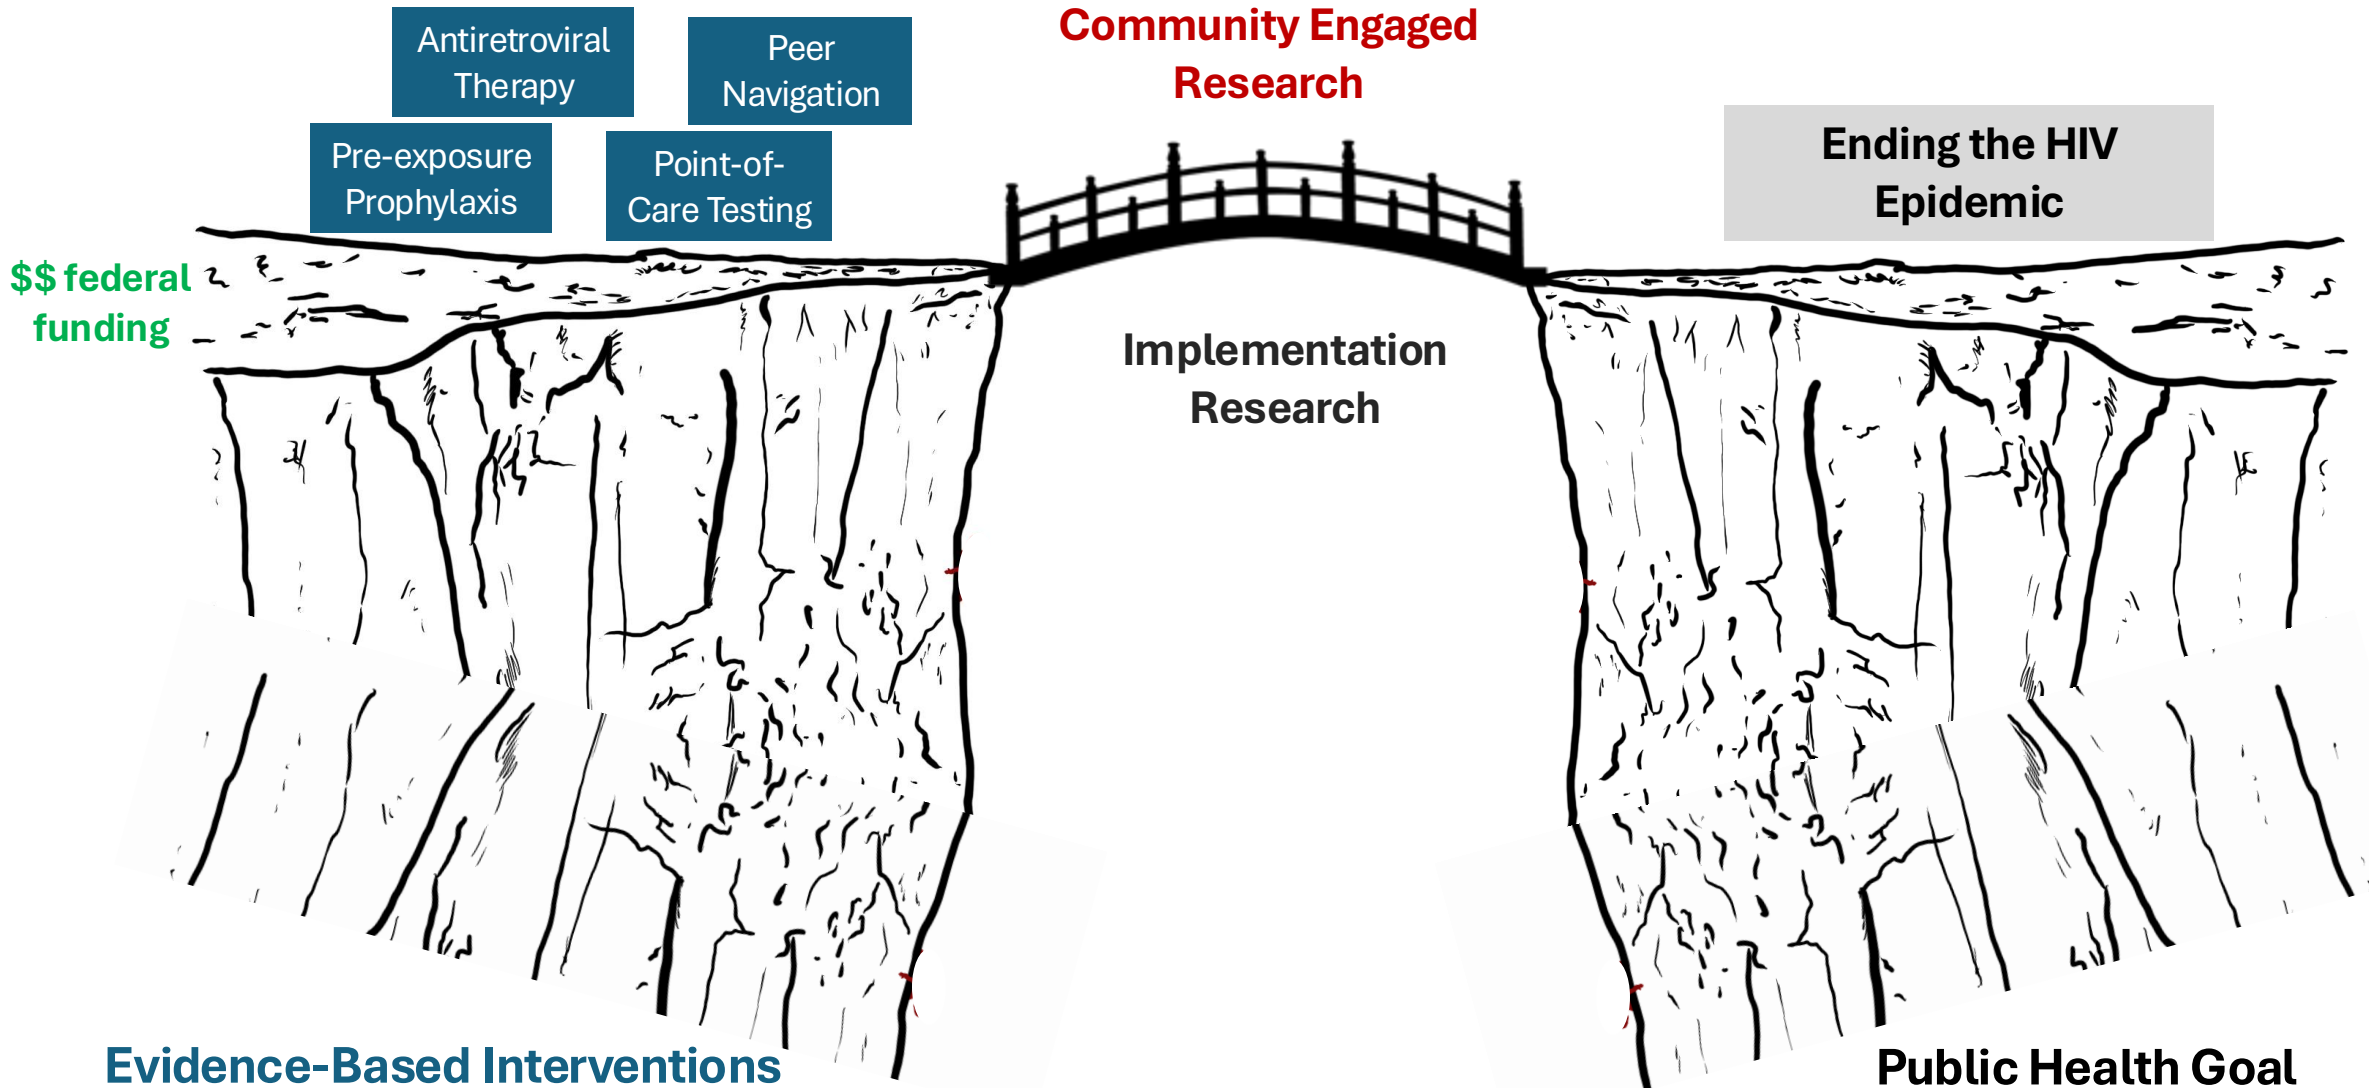 Antiretroviral
Therapy
Peer
Navigation
Pre-exposure
Prophylaxis
Point-of-
Care Testing
Community Engaged
Research
Ending the HIV
Epidemic
$$ federal
funding
Implementation
Research
Evidence-Based Interventions
Public Health Goal